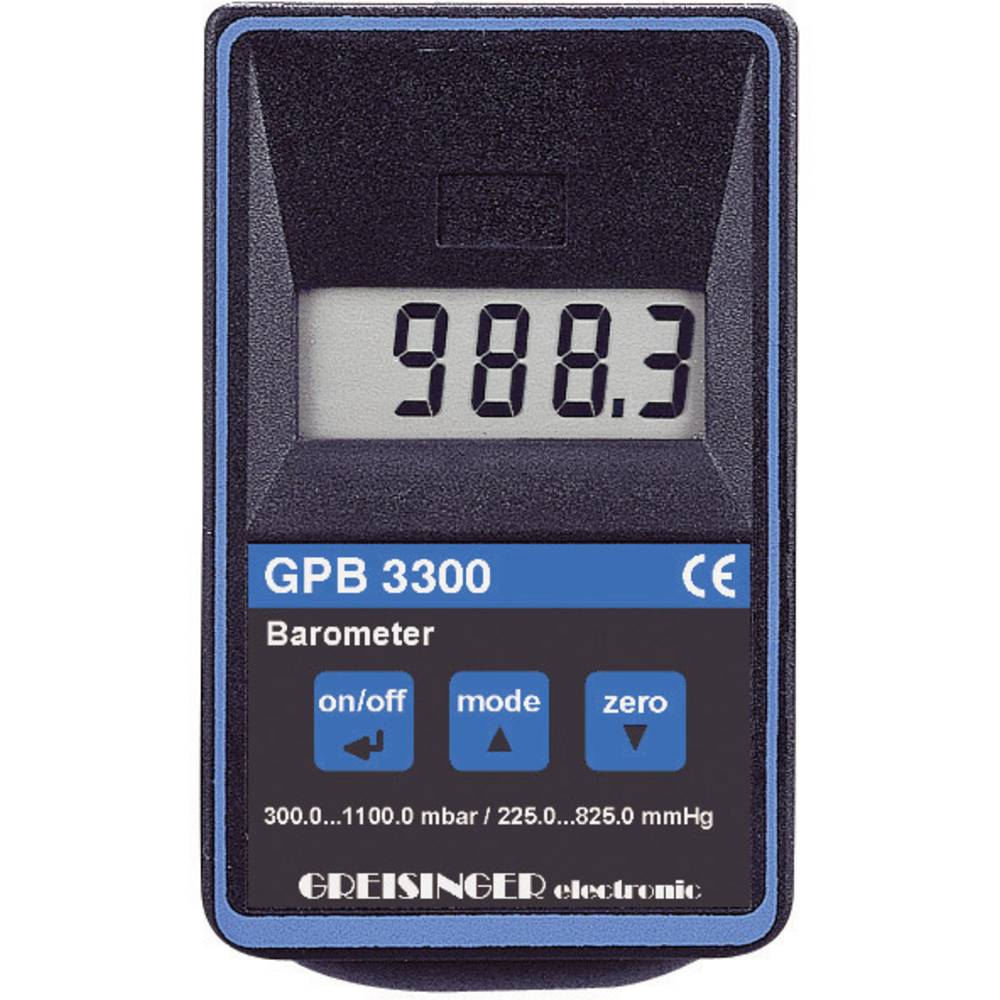 988.3
GPB 3300 CE
Barometer
on/off mode zero
300.0...1100.0 mbar / 225.0...825.0 mmHg
GREISINGER electronic